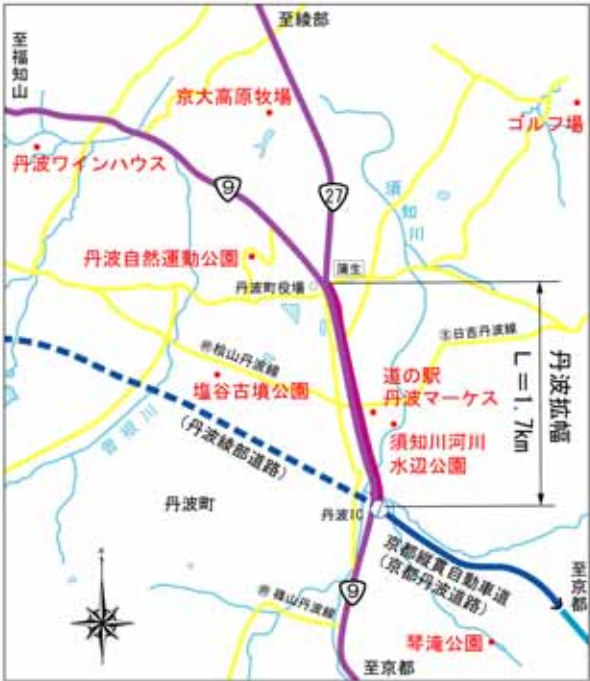 至綾部
至福知山
京大高原牧場
ゴルフ場
丹波ワインハウス
9
27
須知川
丹波自然運動公園
蒲生
丹波町役場
日吉丹波線
桧山丹波線
道の駅
丹波マーケス
塩谷古墳公園
丹波拡幅
L=1.7km
須知川河川
水辺公園
曽根川
(丹波綾部道路)
丹波町
丹波IC
京都縦貫自動車道
(京都丹波道路)
至京都
9
篠山丹波線
琴滝公園
至京都